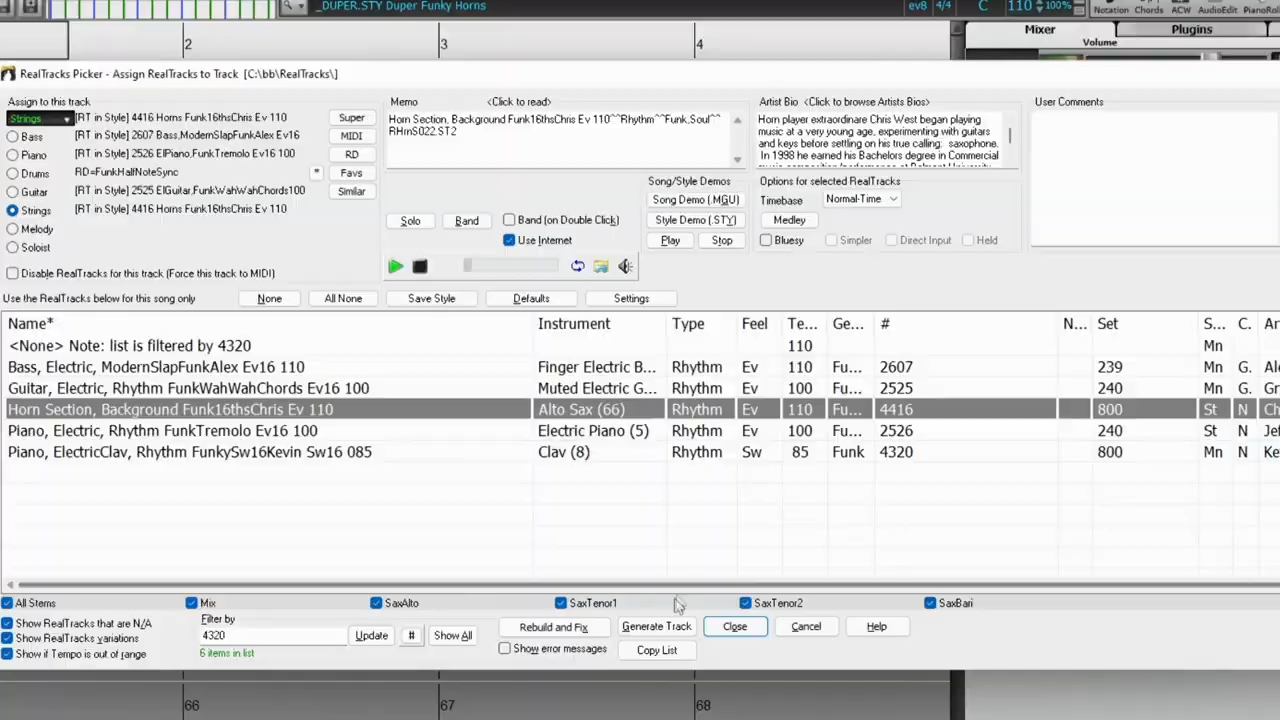 _DUPER.STY Duper Funky Horns
ev8 4/4 C 110 100%
Notation Chords ACW AudioEdit
Mixer Plugins
Volume
2 3 4
RealTracks Picker - Assign RealTracks to Track [C:\bb\RealTracks\]
Assign to this track
Strings [RT in Style] 4416 Horns Funk16thsChris Ev 110
Bass [RT in Style] 2607 Bass,ModernSlapFunkAlex Ev16
Piano [RT in Style] 2526 ElPiano,FunkTremolo Ev16 100
Drums RD=FunkHalfNoteSync *
Guitar [RT in Style] 2525 ElGuitar,FunkWahWahChords100
Strings [RT in Style] 4416 Horns Funk16thsChris Ev 110
Melody
Soloist
Super
MIDI
RD
Favs
Similar
Disable RealTracks for this track (Force this track to MIDI)
Memo <Click to read)
Horn Section, Background Funk16thsChris Ev 110^^Rhythm^^Funk,Soul^^
RHrnS022.ST2
Solo Band Band (on Double Click)
Use Internet
Song/Style Demos
Song Demo (.MGU)
Style Demo (.STY)
Play Stop
Artist Bio <Click to browse Artists Bios>
Horn player extraordinare Chris West began playing
music at a very young age, experimenting with guitars
and keys before settling on his true calling: saxophone.
In 1998 he earned his Bachelors degree in Commercial
Options for selected RealTracks
Timebase Normal-Time
Medley
Bluesy Simpler Direct Input Held
User Comments
Use the RealTracks below for this song only None All None Save Style Defaults Settings
Name* Instrument Type Feel Te... Ge... # N... Set S... C. Ar
<None> Note: list is filtered by 4320 110 Mn
Bass, Electric, ModernSlapFunkAlex Ev16 110 Finger Electric B... Rhythm Ev 110 Fu... 2607 239 Mn G. Ale
Guitar, Electric, Rhythm FunkWahWahChords Ev16 100 Muted Electric G... Rhythm Ev 100 Fu... 2525 240 Mn G. Gr
Horn Section, Background Funk16thsChris Ev 110 Alto Sax (66) Rhythm Ev 110 Fu... 4416 800 St N Ch
Piano, Electric, Rhythm FunkTremolo Ev16 100 Electric Piano (5) Rhythm Ev 100 Fu... 2526 240 St N Jef
Piano, ElectricClav, Rhythm FunkySw16Kevin Sw16 085 Clav (8) Rhythm Sw 85 Funk 4320 800 Mn N Ke
All Stems Mix SaxAlto SaxTenor1 SaxTenor2 SaxBari
Show RealTracks that are N/A
Show RealTracks variations
Show if Tempo is out of range
Filter by
4320 Update # Show All
6 items in list
Rebuild and Fix Generate Track Close Cancel Help
Show error messages Copy List
66 67 68